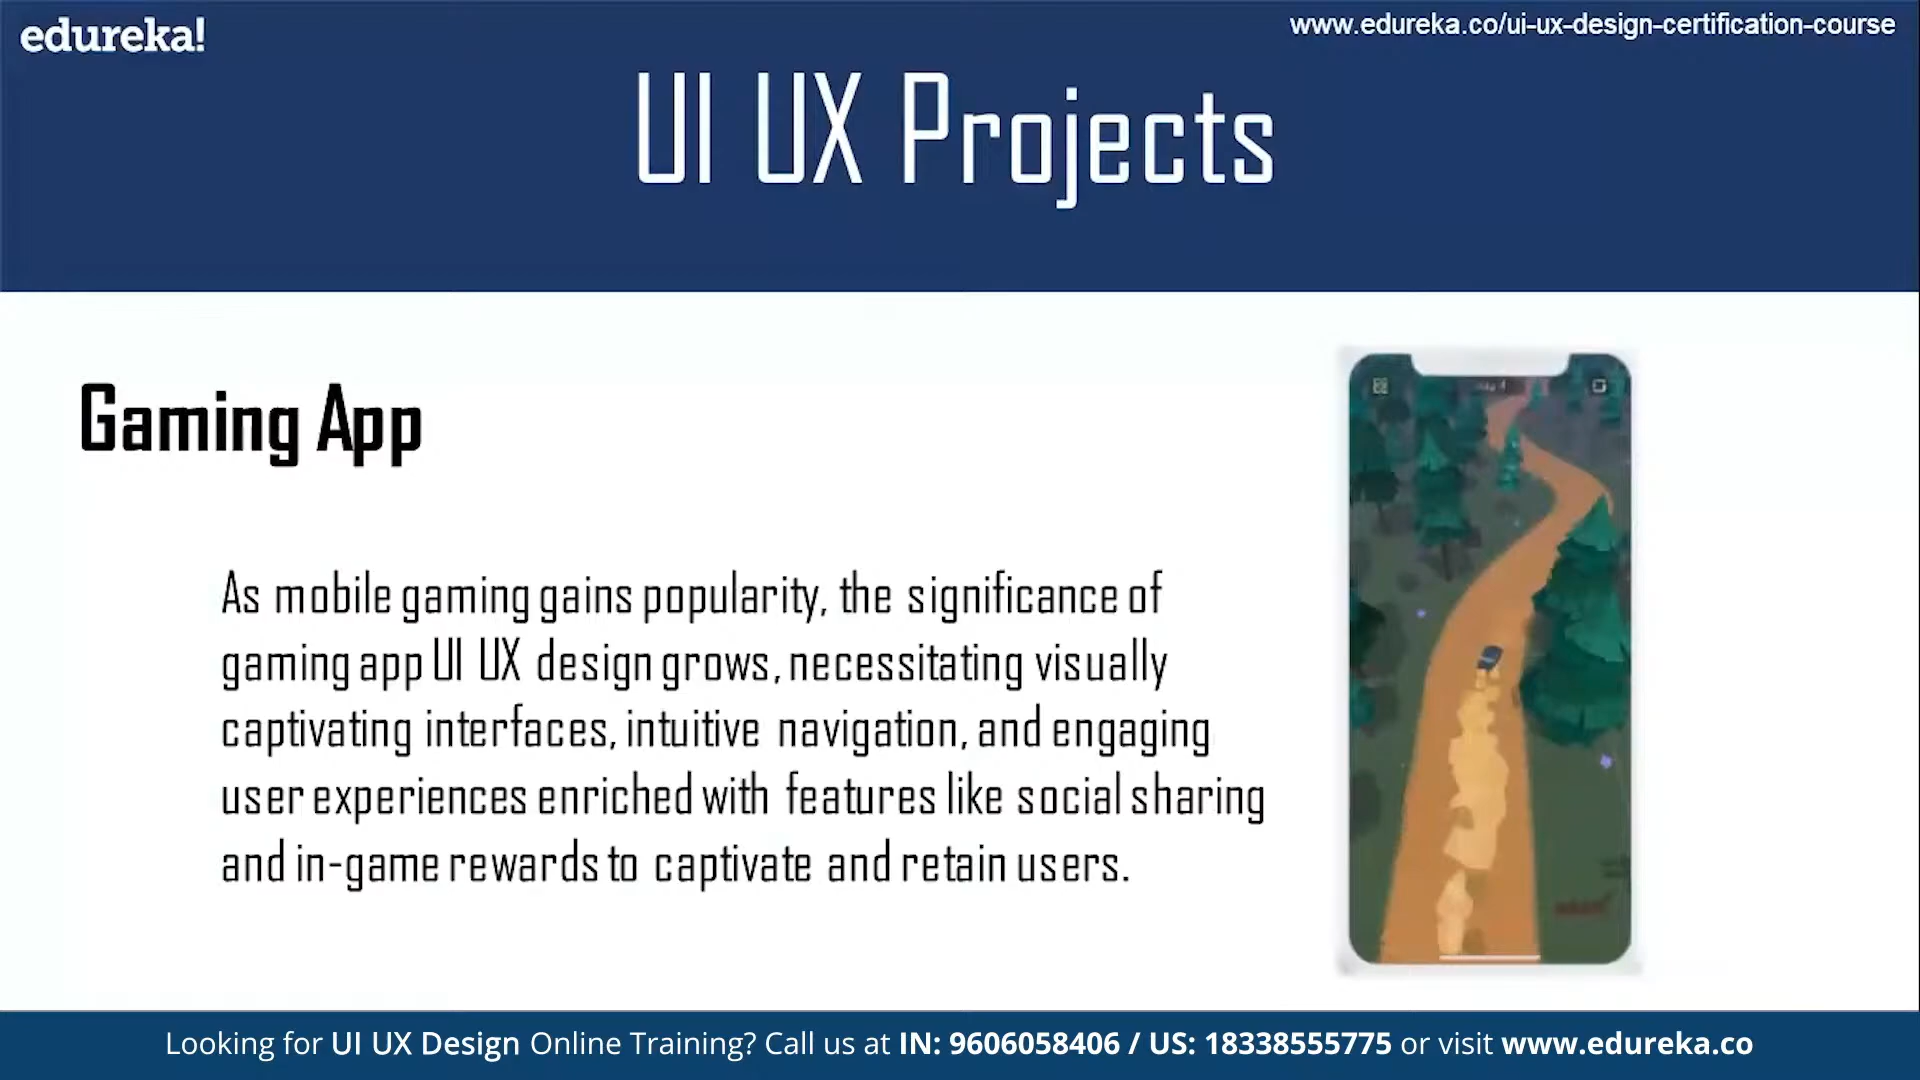 edureka!
www.edureka.co/ui-ux-design-certification-course
UI UX Projects
Gaming App
As mobile gaming gains popularity, the significance of
gaming app UI UX design grows, necessitating visually
captivating interfaces, intuitive navigation, and engaging
user experiences enriched with features like social sharing
and in-game rewards to captivate and retain users.
Looking for UI UX Design Online Training? Call us at IN: 9606058406 / US: 18338555775 or visit www.edureka.co